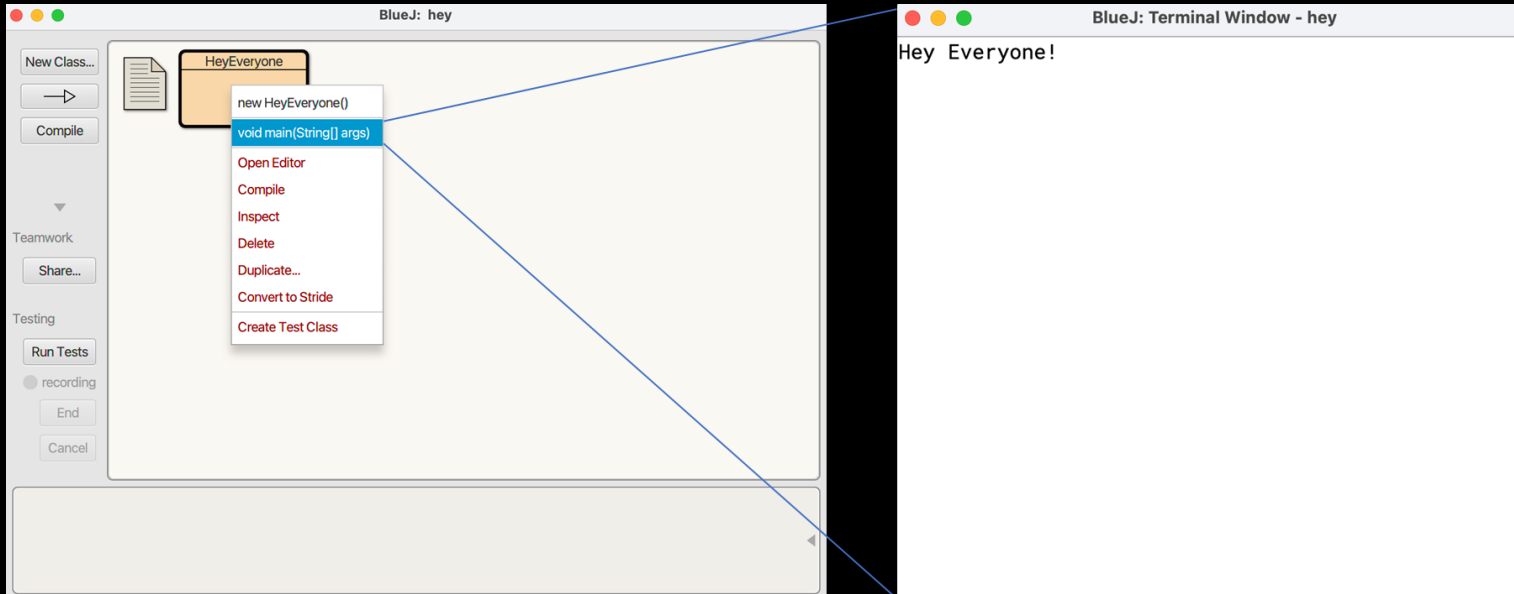 BlueJ: hey
New Class...
Compile
Teamwork
Share...
Testing
Run Tests
recording
End
Cancel
HeyEveryone
new HeyEveryone()
void main(String[] args)
Open Editor
Compile
Inspect
Delete
Duplicate...
Convert to Stride
Create Test Class
BlueJ: Terminal Window - hey
Hey Everyone!